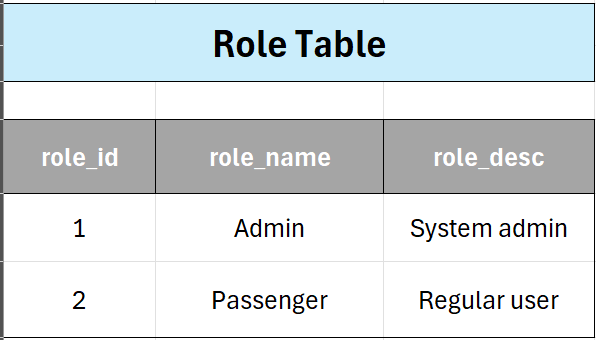 Role Table
role_id role_name role_desc
1 Admin System admin
2 Passenger Regular user